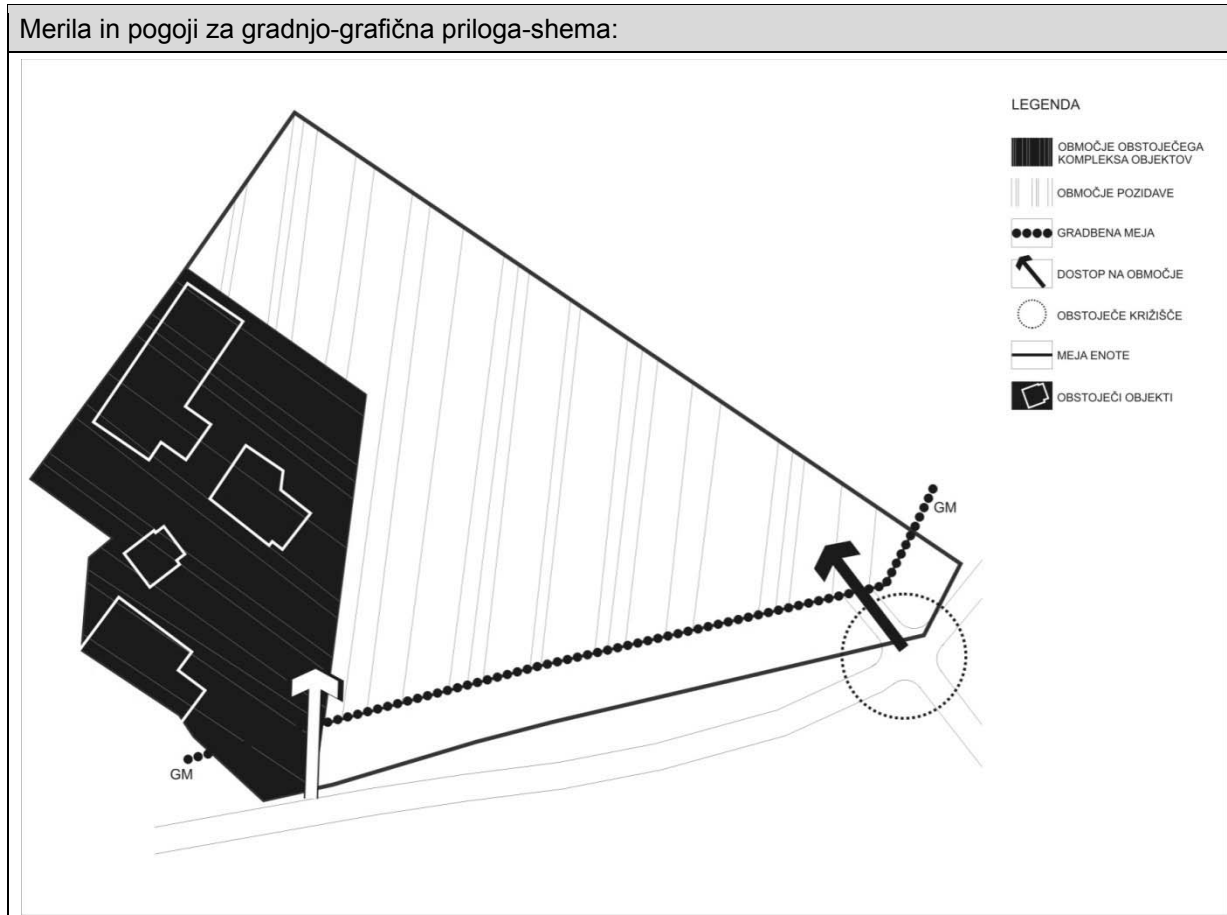 Merila in pogoji za gradnjo-grafična priloga-shema:
LEGENDA
OBMOČJE OBSTOJEČEGA
KOMPLEKSA OBJEKTOV
OBMOČJE POZIDAVE
GRADBENA MEJA
DOSTOP NA OBMOČJE
OBSTOJEČE KRIŽIŠČE
MEJA ENOTE
OBSTOJEČI OBJEKTI
GM
GM